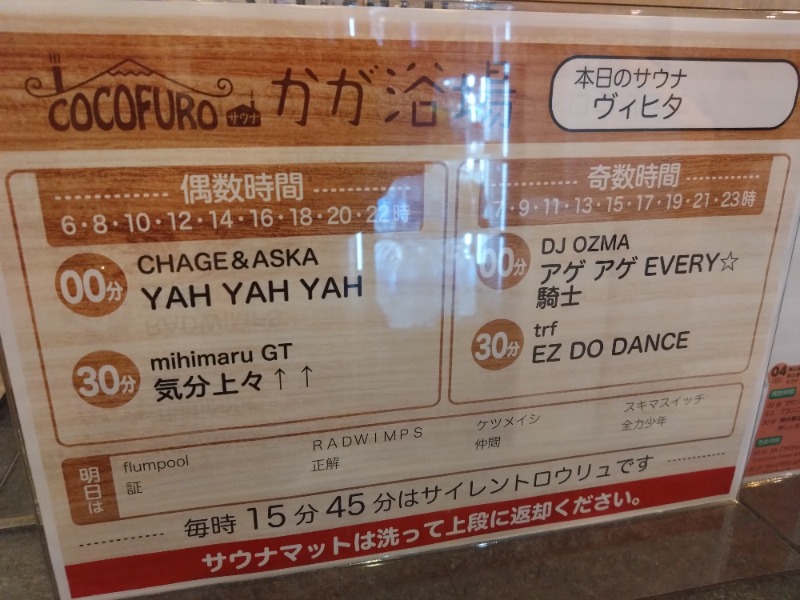 COCOFURO サウナ かが浴場
本日のサウナ
ヴィヒタ
偶数時間
6・8・10・12・14・16・18・20・22時
00分
CHAGE&ASKA
YAH YAH YAH
30分
mihimaru GT
気分上々↑↑
奇数時間
7・9・11・13・15・17・19・21・23時
00分
DJ OZMA
アゲ アゲ EVERY☆
騎士
30分
trf
EZ DO DANCE
明日は
flumpool
証
RADWIMPS
正解
ケツメイシ
仲間
スキマスイッチ
全力少年
毎時15分45分はサイレントロウリュです
サウナマットは洗って上段に返却ください。
04